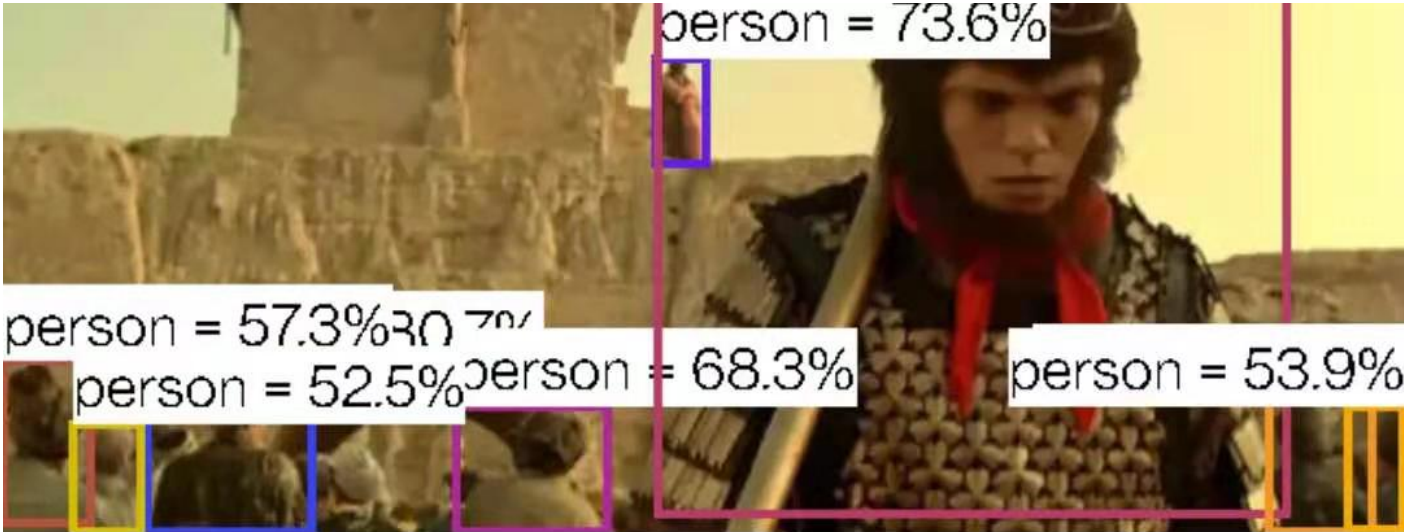 person = 73.6%
person = 57.3%
person = 52.5%
person = 68.3%
person = 53.9%